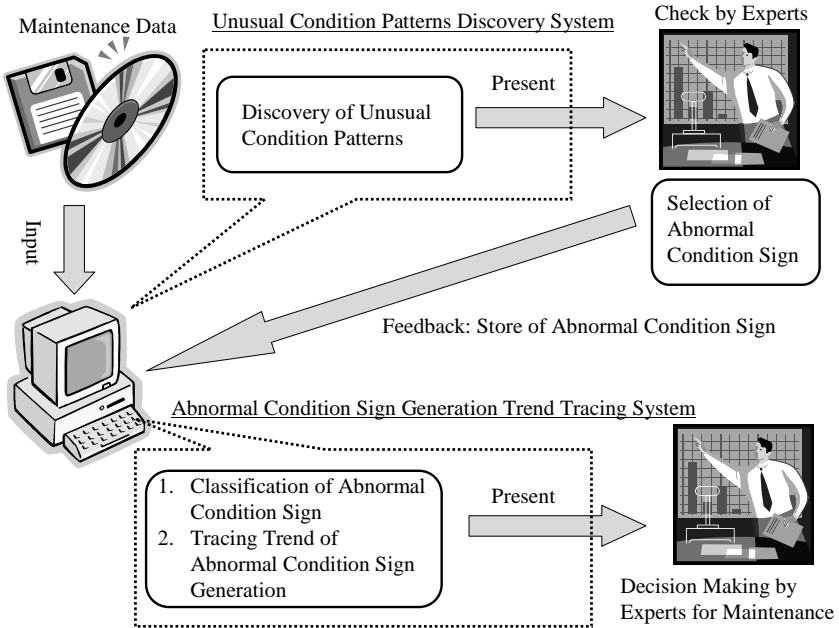 Maintenance Data
Unusual Condition Patterns Discovery System
Check by Experts
Discovery of Unusual
Condition Patterns
Present
Input
Selection of
Abnormal
Condition Sign
Feedback: Store of Abnormal Condition Sign
Abnormal Condition Sign Generation Trend Tracing System
1. Classification of Abnormal
Condition Sign
2. Tracing Trend of
Abnormal Condition Sign
Generation
Present
Decision Making by
Experts for Maintenance